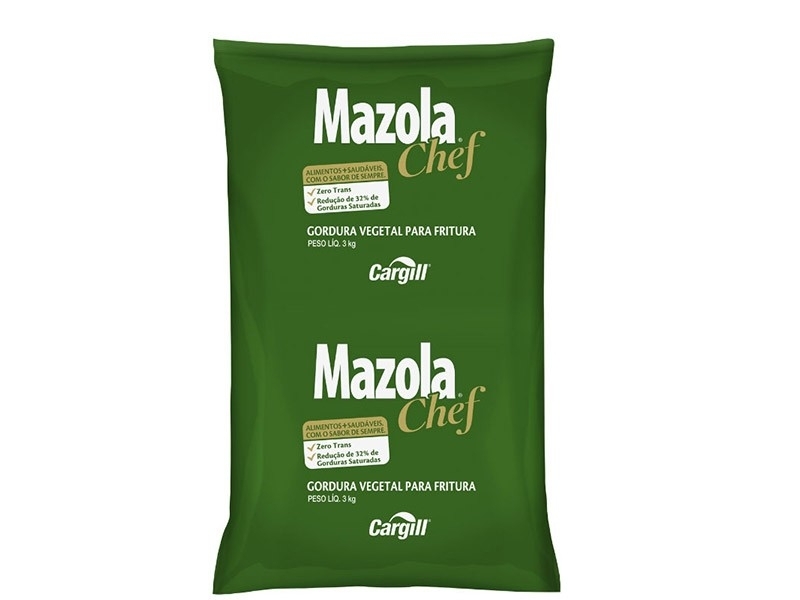 Mazola®
Chef
ALIMENTOS+SAUDÁVEIS.
COM O SABOR DE SEMPRE.
✓ Zero Trans
✓ Redução de 32% de
Gorduras Saturadas
GORDURA VEGETAL PARA FRITURA
PESO LÍQ. 3 kg
Cargill®
Mazola®
Chef
ALIMENTOS+SAUDÁVEIS.
COM O SABOR DE SEMPRE.
✓ Zero Trans
✓ Redução de 32% de
Gorduras Saturadas
GORDURA VEGETAL PARA FRITURA
PESO LÍQ. 3 kg
Cargill®